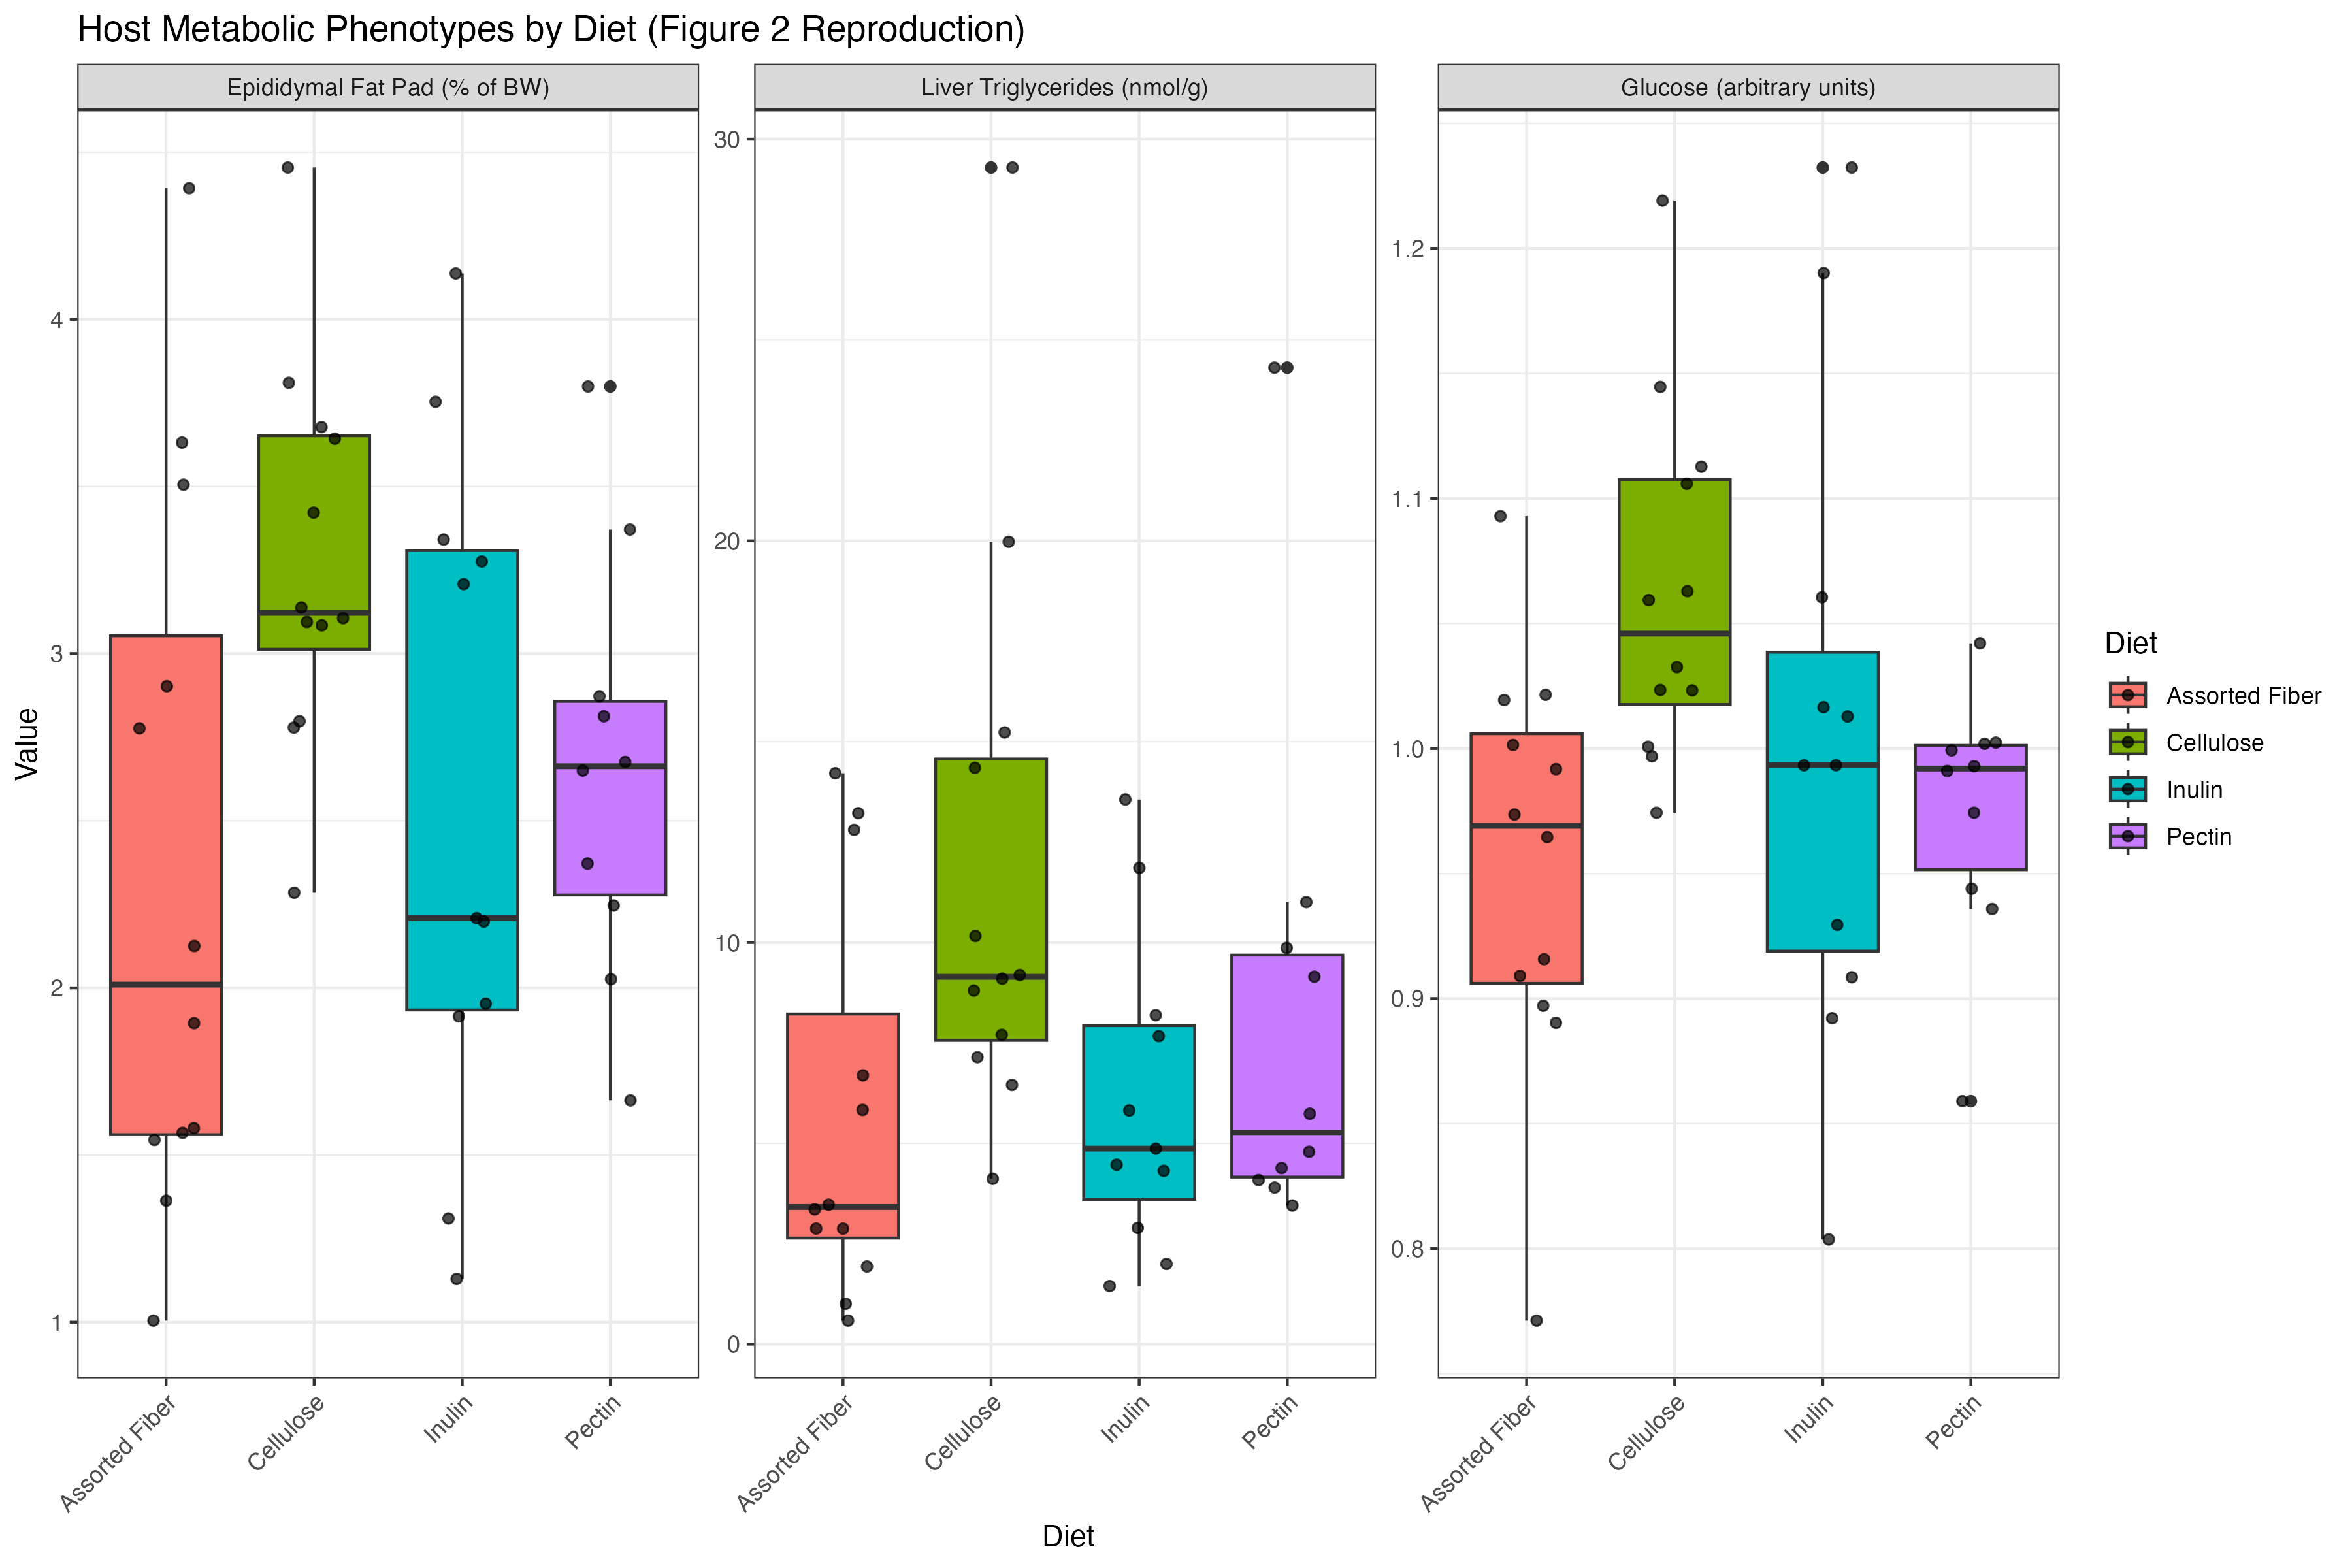 Host Metabolic Phenotypes by Diet (Figure 2 Reproduction)
Epididymal Fat Pad (% of BW)
Liver Triglycerides (nmol/g)
Glucose (arbitrary units)
Value
4
3
2
1
30
20
10
0
1.2
1.1
1.0
0.9
0.8
Assorted Fiber
Cellulose
Inulin
Pectin
Assorted Fiber
Cellulose
Inulin
Pectin
Assorted Fiber
Cellulose
Inulin
Pectin
Diet
Diet
Assorted Fiber
Cellulose
Inulin
Pectin